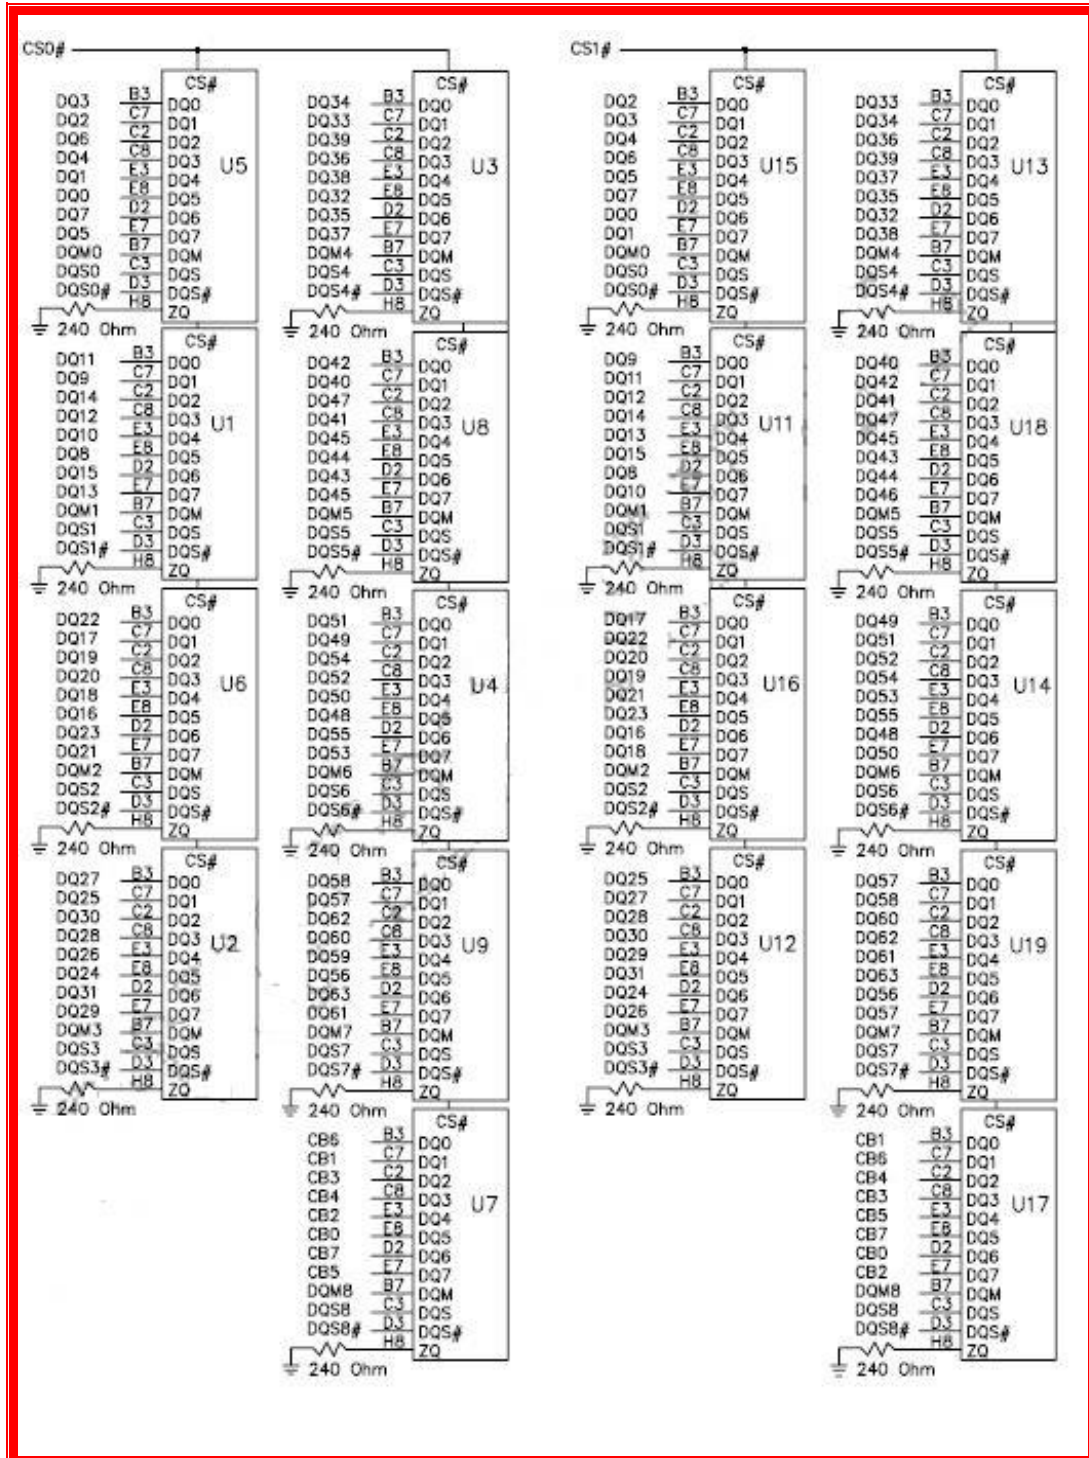 CS0#
CS#
DQ3 B3 DQ0
DQ2 C7 DQ1
DQ6 C2 DQ2
DQ4 C8 DQ3
U5
DQ1 E3 DQ4
DQ0 E8 DQ5
DQ7 D2 DQ6
DQ5 E7 DQ7
DQM0 B7 DQM
DQS0 C3 DQS
DQS0# D3 DQS#
H8 ZQ
240 Ohm
CS#
DQ11 B3 DQ0
DQ9 C7 DQ1
DQ14 C2 DQ2
DQ12 C8 DQ3
U1
DQ10 E3 DQ4
DQ8 E8 DQ5
DQ15 D2 DQ6
DQ13 E7 DQ7
DQM1 B7 DQM
DQS1 C3 DQS
DQS1# D3 DQS#
H8 ZQ
240 Ohm
CS#
DQ22 B3 DQ0
DQ17 C7 DQ1
DQ19 C2 DQ2
DQ20 C8 DQ3
U6
DQ18 E3 DQ4
DQ16 E8 DQ5
DQ23 D2 DQ6
DQ21 E7 DQ7
DQM2 B7 DQM
DQS2 C3 DQS
DQS2# D3 DQS#
H8 ZQ
240 Ohm
CS#
DQ27 B3 DQ0
DQ25 C7 DQ1
DQ30 C2 DQ2
DQ28 C8 DQ3
U2
DQ26 E3 DQ4
DQ24 E8 DQ5
DQ31 D2 DQ6
DQ29 E7 DQ7
DQM3 B7 DQM
DQS3 C3 DQS
DQS3# D3 DQS#
H8 ZQ
240 Ohm
CS#
DQ34 B3 DQ0
DQ33 C7 DQ1
DQ39 C2 DQ2
DQ36 C8 DQ3
U3
DQ38 E3 DQ4
DQ32 E8 DQ5
DQ35 D2 DQ6
DQ37 E7 DQ7
DQM4 B7 DQM
DQS4 C3 DQS
DQS4# D3 DQS#
H8 ZQ
240 Ohm
CS#
DQ42 B3 DQ0
DQ40 C7 DQ1
DQ47 C2 DQ2
DQ41 C8 DQ3
U8
DQ45 E3 DQ4
DQ44 E8 DQ5
DQ43 D2 DQ6
DQ45 E7 DQ7
DQM5 B7 DQM
DQS5 C3 DQS
DQS5# D3 DQS#
H8 ZQ
240 Ohm
CS#
DQ51 B3 DQ0
DQ49 C7 DQ1
DQ54 C2 DQ2
DQ52 C8 DQ3
U4
DQ50 E3 DQ4
DQ48 E8 DQ5
DQ55 D2 DQ6
DQ53 E7 DQ7
DQM6 B7 DQM
DQS6 C3 DQS
DQS6# D3 DQS#
H8 ZQ
240 Ohm
CS#
DQ58 B3 DQ0
DQ57 C7 DQ1
DQ62 C2 DQ2
DQ60 C8 DQ3
U9
DQ59 E3 DQ4
DQ56 E8 DQ5
DQ63 D2 DQ6
DQ61 E7 DQ7
DQM7 B7 DQM
DQS7 C3 DQS
DQS7# D3 DQS#
H8 ZQ
240 Ohm
CS#
CB6 B3 DQ0
CB1 C7 DQ1
CB3 C2 DQ2
CB4 C8 DQ3
U7
CB2 E3 DQ4
CB0 E8 DQ5
CB7 D2 DQ6
CB5 E7 DQ7
DQM8 B7 DQM
DQS8 C3 DQS
DQS8# D3 DQS#
H8 ZQ
240 Ohm
CS1#
CS#
DQ2 B3 DQ0
DQ3 C7 DQ1
DQ4 C2 DQ2
DQ6 C8 DQ3
U15
DQ5 E3 DQ4
DQ7 E8 DQ5
DQ0 D2 DQ6
DQ1 E7 DQ7
DQM0 B7 DQM
DQS0 C3 DQS
DQS0# D3 DQS#
H8 ZQ
240 Ohm
CS#
DQ9 B3 DQ0
DQ11 C7 DQ1
DQ12 C2 DQ2
DQ14 C8 DQ3
U11
DQ13 E3 DQ4
DQ15 E8 DQ5
DQ8 D2 DQ6
DQ10 E7 DQ7
DQM1 B7 DQM
DQS1 C3 DQS
DQS1# D3 DQS#
H8 ZQ
240 Ohm
CS#
DQ17 B3 DQ0
DQ22 C7 DQ1
DQ20 C2 DQ2
DQ19 C8 DQ3
U16
DQ21 E3 DQ4
DQ23 E8 DQ5
DQ16 D2 DQ6
DQ18 E7 DQ7
DQM2 B7 DQM
DQS2 C3 DQS
DQS2# D3 DQS#
H8 ZQ
240 Ohm
CS#
DQ25 B3 DQ0
DQ27 C7 DQ1
DQ28 C2 DQ2
DQ30 C8 DQ3
U12
DQ29 E3 DQ4
DQ31 E8 DQ5
DQ24 D2 DQ6
DQ26 E7 DQ7
DQM3 B7 DQM
DQS3 C3 DQS
DQS3# D3 DQS#
H8 ZQ
240 Ohm
CS#
DQ33 B3 DQ0
DQ34 C7 DQ1
DQ36 C2 DQ2
DQ39 C8 DQ3
U13
DQ37 E3 DQ4
DQ35 E8 DQ5
DQ32 D2 DQ6
DQ38 E7 DQ7
DQM4 B7 DQM
DQS4 C3 DQS
DQS4# D3 DQS#
H8 ZQ
240 Ohm
CS#
DQ40 B3 DQ0
DQ42 C7 DQ1
DQ41 C2 DQ2
DQ47 C8 DQ3
U18
DQ45 E3 DQ4
DQ43 E8 DQ5
DQ44 D2 DQ6
DQ46 E7 DQ7
DQM5 B7 DQM
DQS5 C3 DQS
DQS5# D3 DQS#
H8 ZQ
240 Ohm
CS#
DQ49 B3 DQ0
DQ51 C7 DQ1
DQ52 C2 DQ2
DQ54 C8 DQ3
U14
DQ53 E3 DQ4
DQ55 E8 DQ5
DQ48 D2 DQ6
DQ50 E7 DQ7
DQM6 B7 DQM
DQS6 C3 DQS
DQS6# D3 DQS#
H8 ZQ
240 Ohm
CS#
DQ57 B3 DQ0
DQ58 C7 DQ1
DQ60 C2 DQ2
DQ62 C8 DQ3
U19
DQ61 E3 DQ4
DQ63 E8 DQ5
DQ56 D2 DQ6
DQ57 E7 DQ7
DQM7 B7 DQM
DQS7 C3 DQS
DQS7# D3 DQS#
H8 ZQ
240 Ohm
CS#
CB1 B3 DQ0
CB6 C7 DQ1
CB4 C2 DQ2
CB3 C8 DQ3
U17
CB5 E3 DQ4
CB7 E8 DQ5
CB0 D2 DQ6
CB2 E7 DQ7
DQM8 B7 DQM
DQS8 C3 DQS
DQS8# D3 DQS#
H8 ZQ
240 Ohm